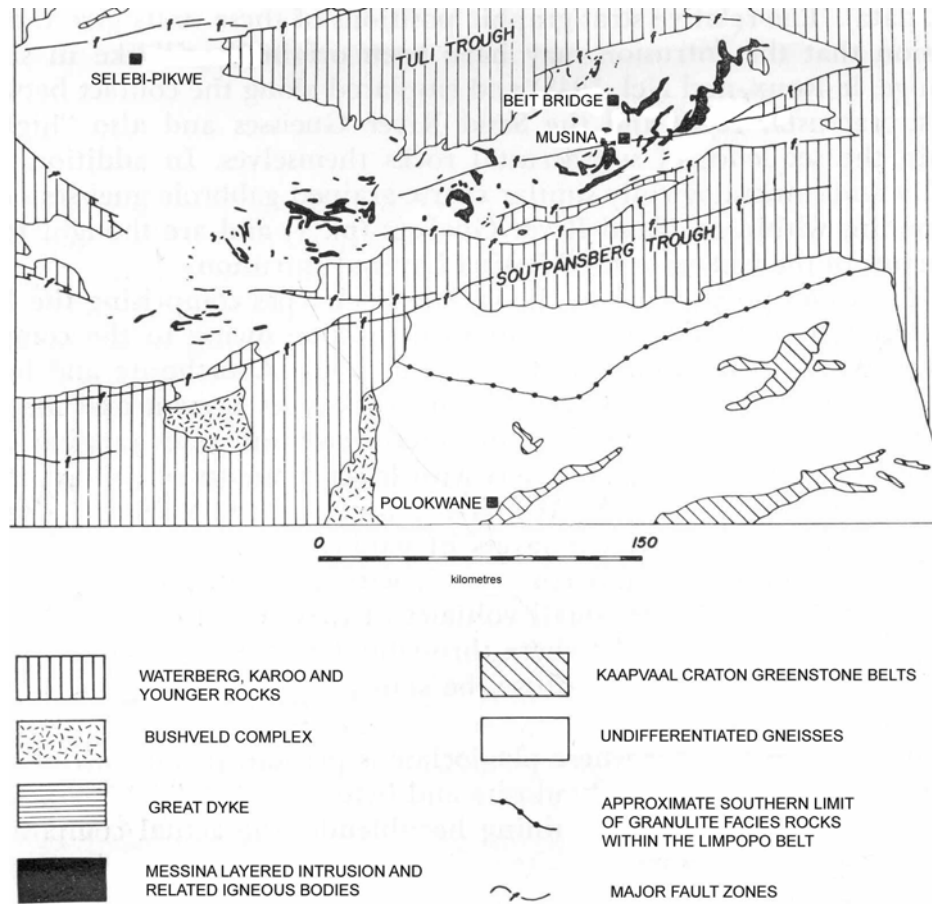 TULI TROUGH
SELEBI-PIKWE
BEIT BRIDGE
MUSINA
SOUTPANSBERG TROUGH
POLOKWANE
0 150
kilometres
WATERBERG, KAROO AND
YOUNGER ROCKS
BUSHVELD COMPLEX
GREAT DYKE
MESSINA LAYERED INTRUSION AND
RELATED IGNEOUS BODIES
KAAPVAAL CRATON GREENSTONE BELTS
UNDIFFERENTIATED GNEISSES
APPROXIMATE SOUTHERN LIMIT
OF GRANULITE FACIES ROCKS
WITHIN THE LIMPOPO BELT
MAJOR FAULT ZONES